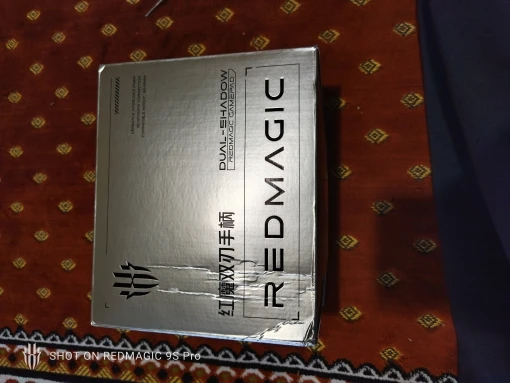 红魔双刃手柄
DUAL-SHADOW
REDMAGIC GAMEPAD
REDMAGIC
SHOT ON REDMAGIC 9S Pro